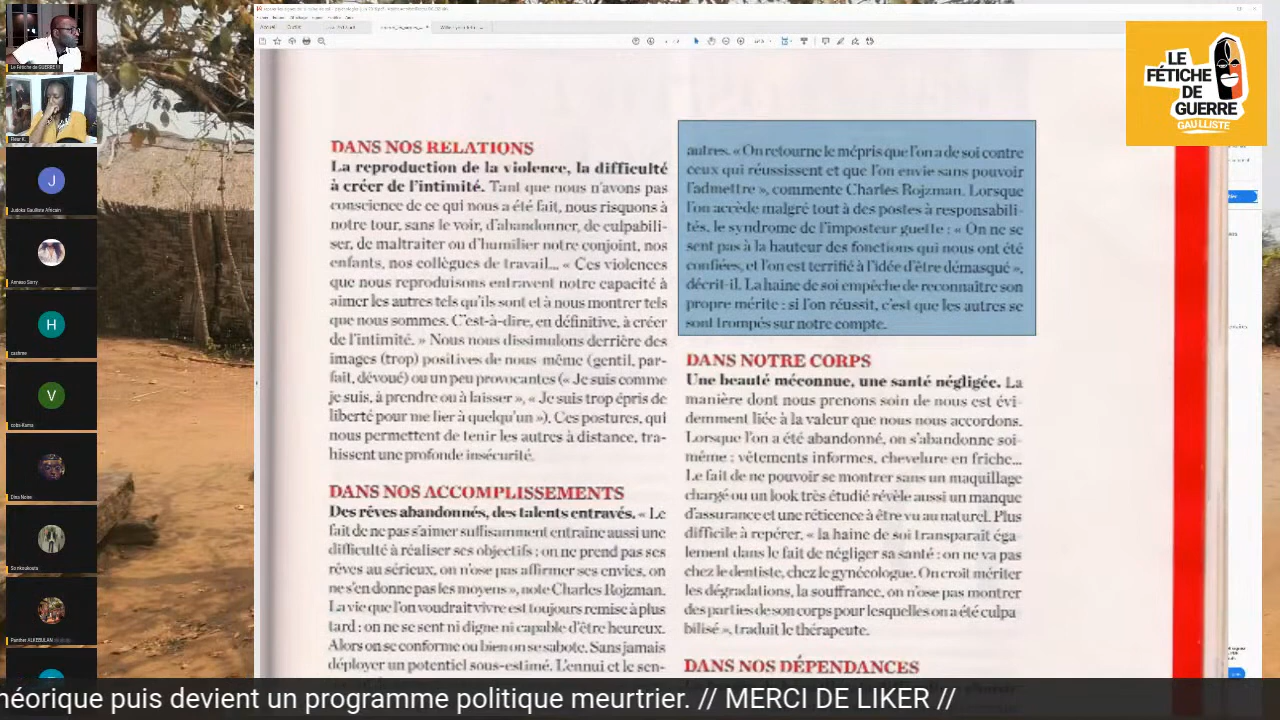 Accueil
Outils
LE
FÉTICHE
DE
GUERRE
GAULLISTE
Le Fétiche de GUERRE
Fleur K.
J
Judoka Gaulliste Africain
H
V
coba Kama
Dina Noise
DANS NOS RELATIONS
La reproduction de la violence, la difficulté
à créer de l'intimité. Tant que nous n'avons pas
conscience de ce qui nous a été fait, nous risquons à
notre tour, sans le voir, d'abandonner, de culpabili-
ser, de maltraiter ou d'humilier notre conjoint, nos
enfants, nos collègues de travail... « Ces violences
que nous reproduisons entravent notre capacité à
aimer les autres tels qu'ils sont et à nous montrer tels
que nous sommes. C'est-à-dire, en définitive, à créer
de l'intimité. » Nous nous dissimulons derrière des
images (trop) positives de nous-même (gentil, par-
fait, dévoué) ou un peu provocantes (« Je suis comme
je suis, à prendre ou à laisser », « Je suis trop épris de
liberté pour me lier à quelqu'un »). Ces postures, qui
nous permettent de tenir les autres à distance, tra-
hissent une profonde insécurité.
DANS NOS ACCOMPLISSEMENTS
Des rêves abandonnés, des talents entravés. « Le
fait de ne pas s'aimer suffisamment entraîne aussi une
difficulté à réaliser ses objectifs : on ne prend pas ses
rêves au sérieux, on n'ose pas affirmer ses envies, on
ne s'en donne pas les moyens », note Charles Rojzman.
La vie que l'on voudrait vivre est toujours remise à plus
tard : on ne se sent ni digne ni capable d'être heureux.
Alors on se conforme ou bien on se sabote. Sans jamais
déployer un potentiel sous-estimé. L'ennui et le sen-
autres. « On retourne le mépris que l'on a de soi contre
ceux qui réussissent et que l'on envie sans pouvoir
l'admettre », commente Charles Rojzman. Lorsque
l'on accède malgré tout à des postes à responsabili-
tés, le syndrome de l'imposteur guette : « On ne se
sent pas à la hauteur des fonctions qui nous ont été
confiées, et l'on est terrifié à l'idée d'être démasqué »,
décrit-il. La haine de soi empêche de reconnaître son
propre mérite : si l'on réussit, c'est que les autres se
sont trompés sur notre compte.
DANS NOTRE CORPS
Une beauté méconnue, une santé négligée. La
manière dont nous prenons soin de nous est évi-
demment liée à la valeur que nous nous accordons.
Lorsque l'on a été abandonné, on s'abandonne soi-
même : vêtements informes, chevelure en friche...
Le fait de ne pouvoir se montrer sans un maquillage
chargé ou un look très étudié révèle aussi un manque
d'assurance et une réticence à être vu au naturel. Plus
difficile à repérer, « la haine de soi transparaît éga-
lement dans le fait de négliger sa santé : on ne va pas
chez le dentiste, chez le gynécologue. On croit mériter
les dégradations, la souffrance, on n'ose pas montrer
des parties de son corps pour lesquelles on a été culpa-
bilisé », traduit le thérapeute.
DANS NOS DÉPENDANCES
héorique puis devient un programme politique meurtrier. // MERCI DE LIKER //